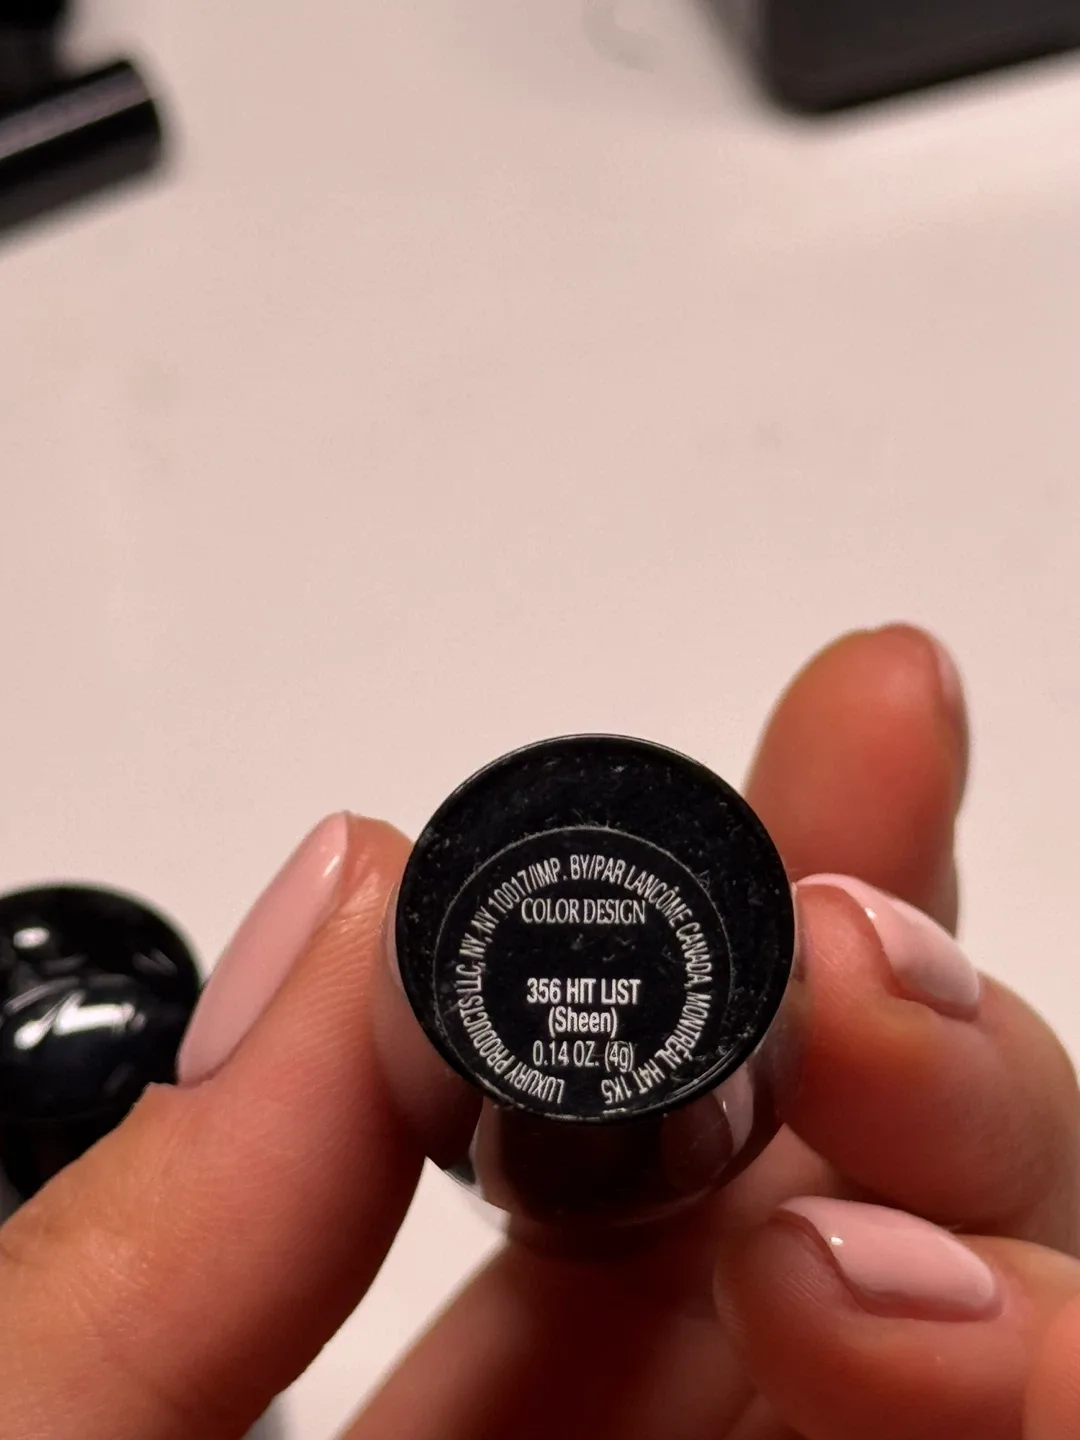 LUXURY PRODUCTS LLC, NY, NY 10017/IMP. BY/PAR LANCÔME CANADA, MONTRÉAL H4T 1K5
COLOR DESIGN
356 HIT LIST
(Sheen)
0.14 OZ. (4g)